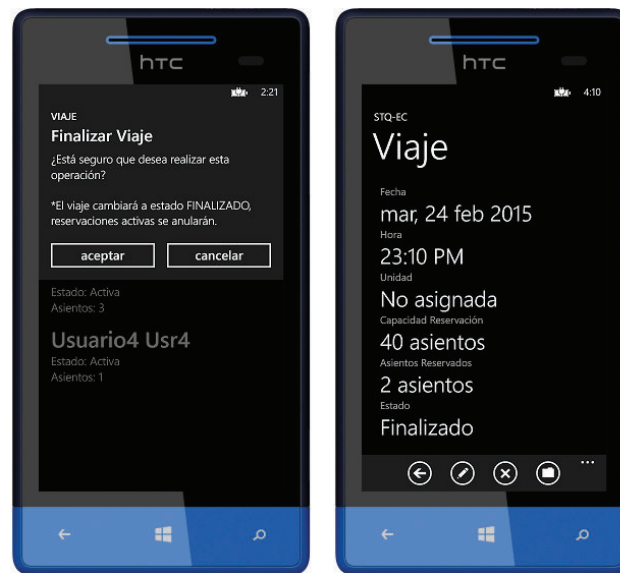 hTC
2:21
VIAJE
Finalizar Viaje
¿Está seguro que desea realizar esta
operación?
*El viaje cambiará a estado FINALIZADO,
reservaciones activas se anularán.
aceptar
cancelar
Estado: Activa
Asientos: 3
Usuario4 Usr4
Estado: Activa
Asientos: 1
hTC
4:10
STQ-EC
Viaje
Fecha
mar, 24 feb 2015
Hora
23:10 PM
Unidad
No asignada
Capacidad Reservación
40 asientos
Asientos Reservados
2 asientos
Estado
Finalizado